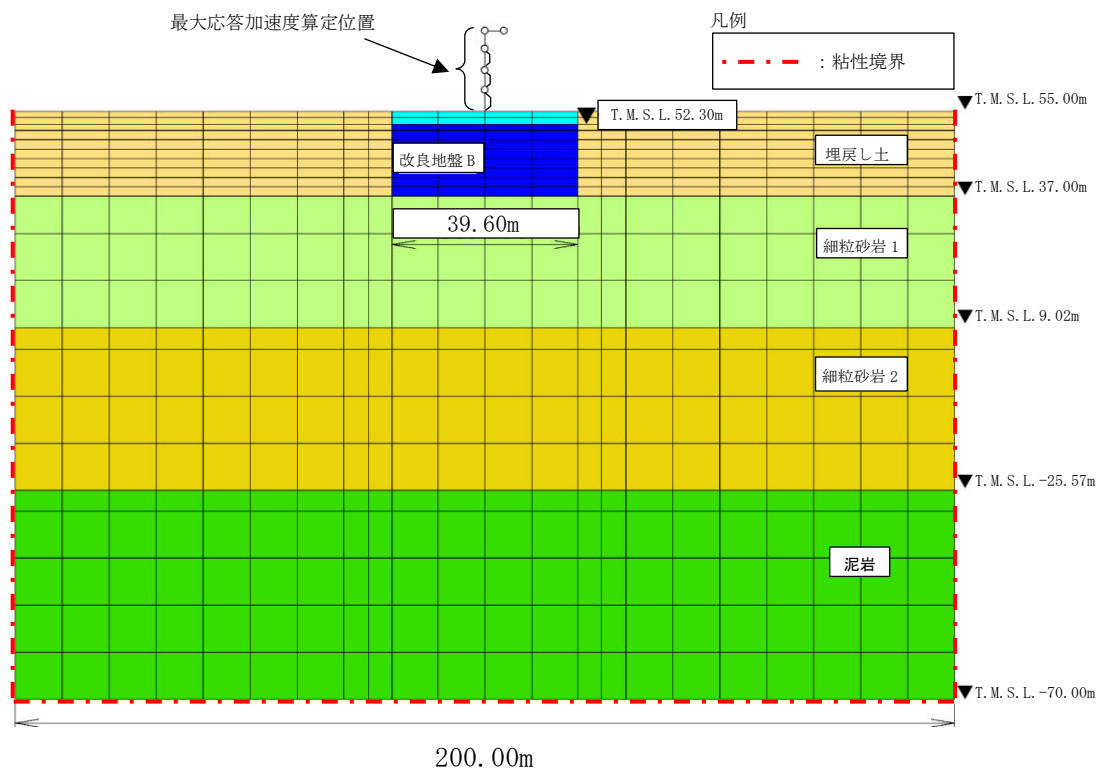 最大応答加速度算定位置
凡例
：粘性境界
T.M.S.L.55.00m
T.M.S.L.52.30m
改良地盤 B
埋戻し土
T.M.S.L.37.00m
39.60m
細粒砂岩 1
T.M.S.L.9.02m
細粒砂岩 2
T.M.S.L.-25.57m
泥岩
T.M.S.L.-70.00m
200.00m